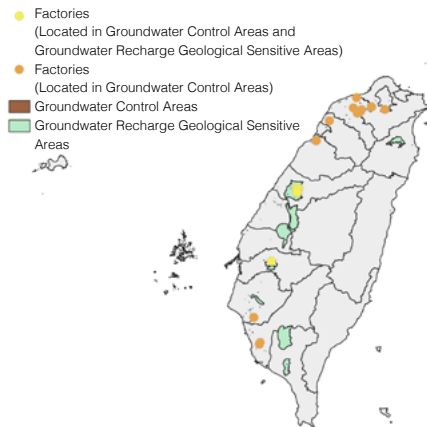 Factories
(Located in Groundwater Control Areas and
Groundwater Recharge Geological Sensitive Areas)
Factories
(Located in Groundwater Control Areas)
Groundwater Control Areas
Groundwater Recharge Geological Sensitive
Areas